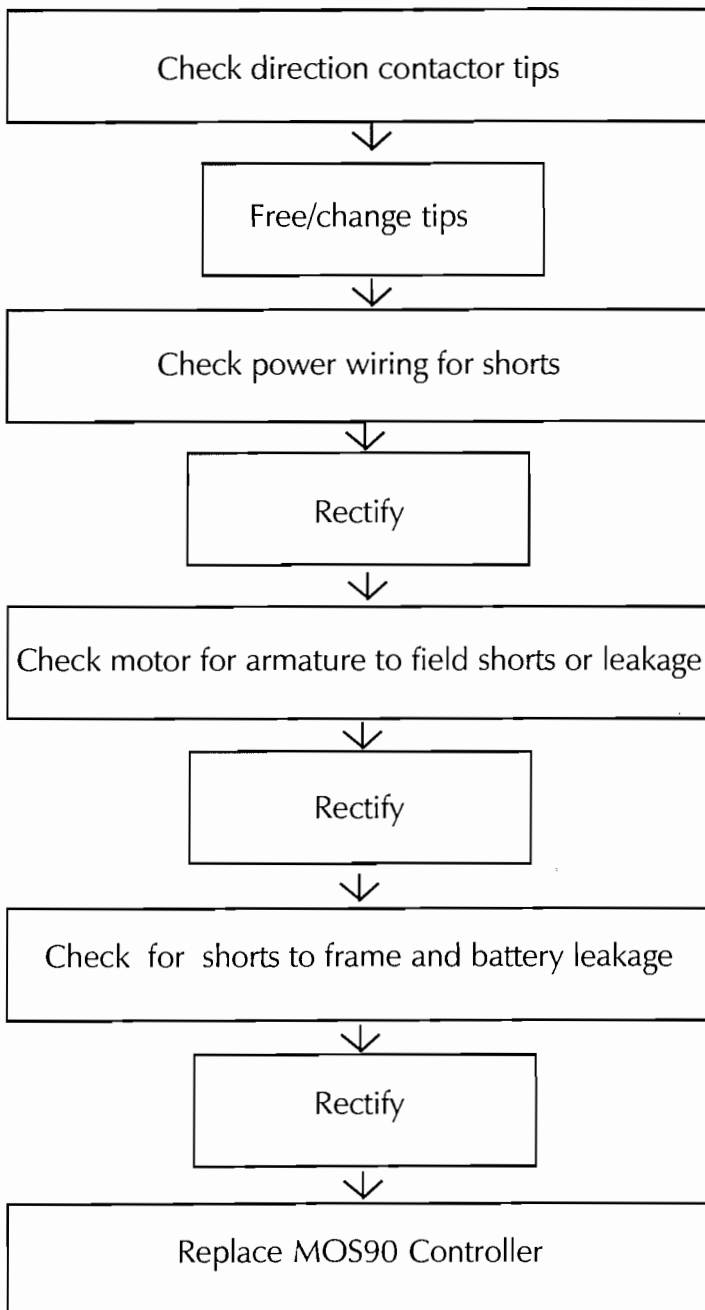 Check direction contactor tips
Free/change tips
Check power wiring for shorts
Rectify
Check motor for armature to field shorts or leakage
Rectify
Check for shorts to frame and battery leakage
Rectify
Replace MOS90 Controller